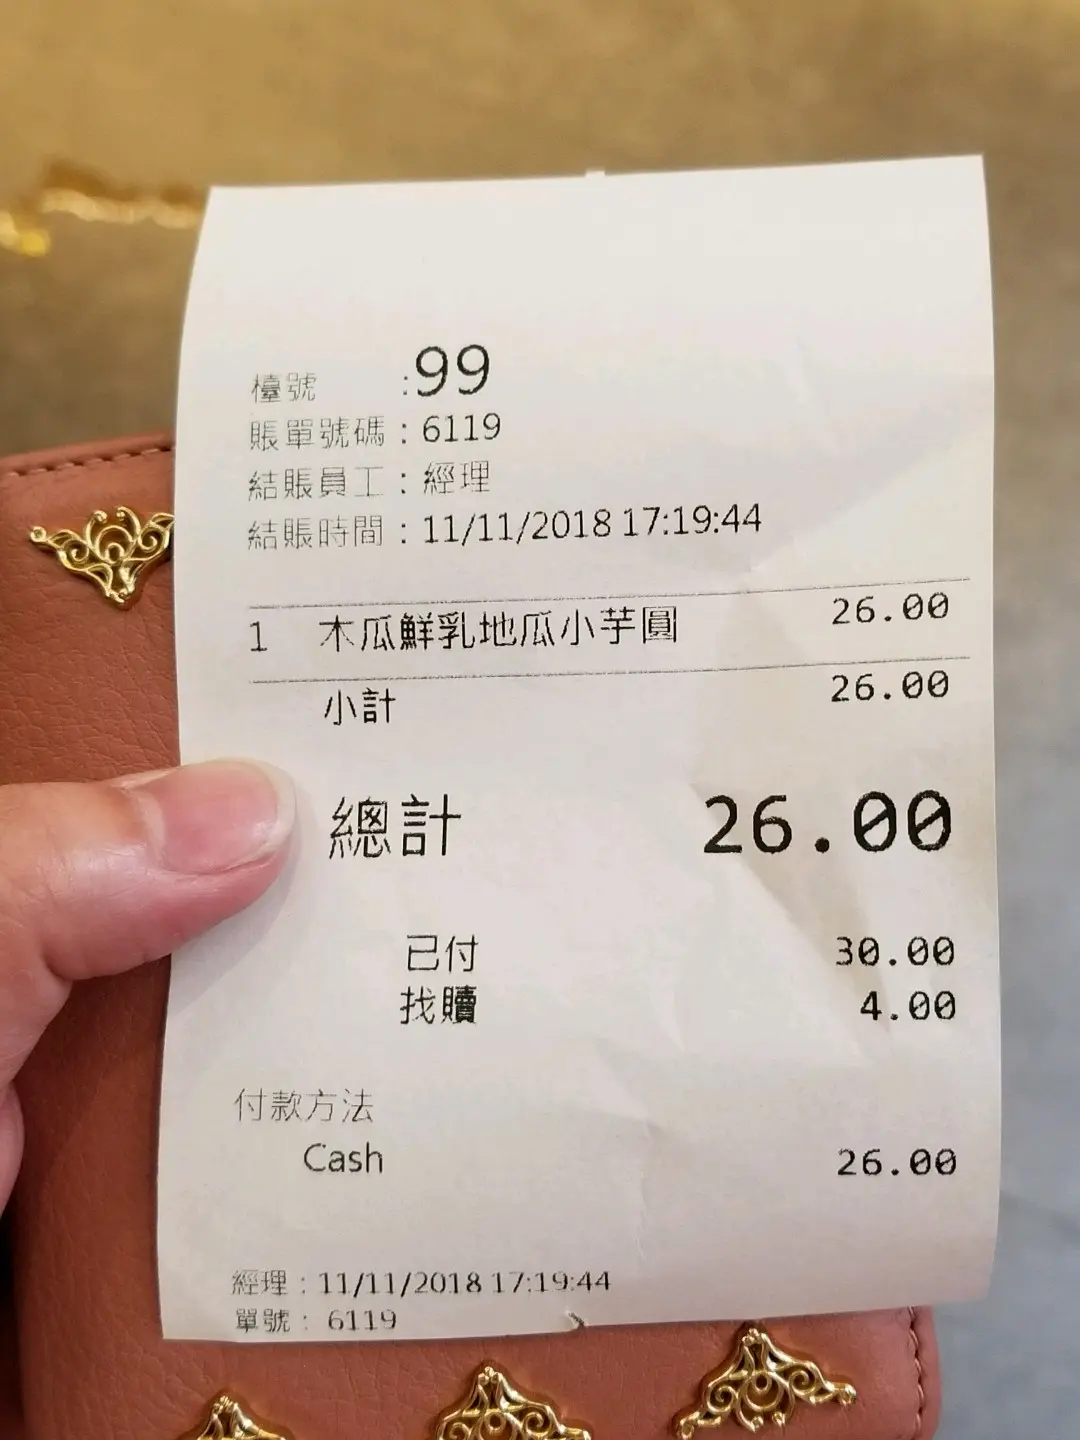 檯號 :99
賬單號碼 : 6119
結賬員工 : 經理
結賬時間 : 11/11/2018 17:19:44
1 木瓜鮮乳地瓜小芋圓 26.00
小計 26.00
總計 26.00
已付 30.00
找贖 4.00
付款方法
Cash 26.00
經理 : 11/11/2018 17:19:44
單號 : 6119